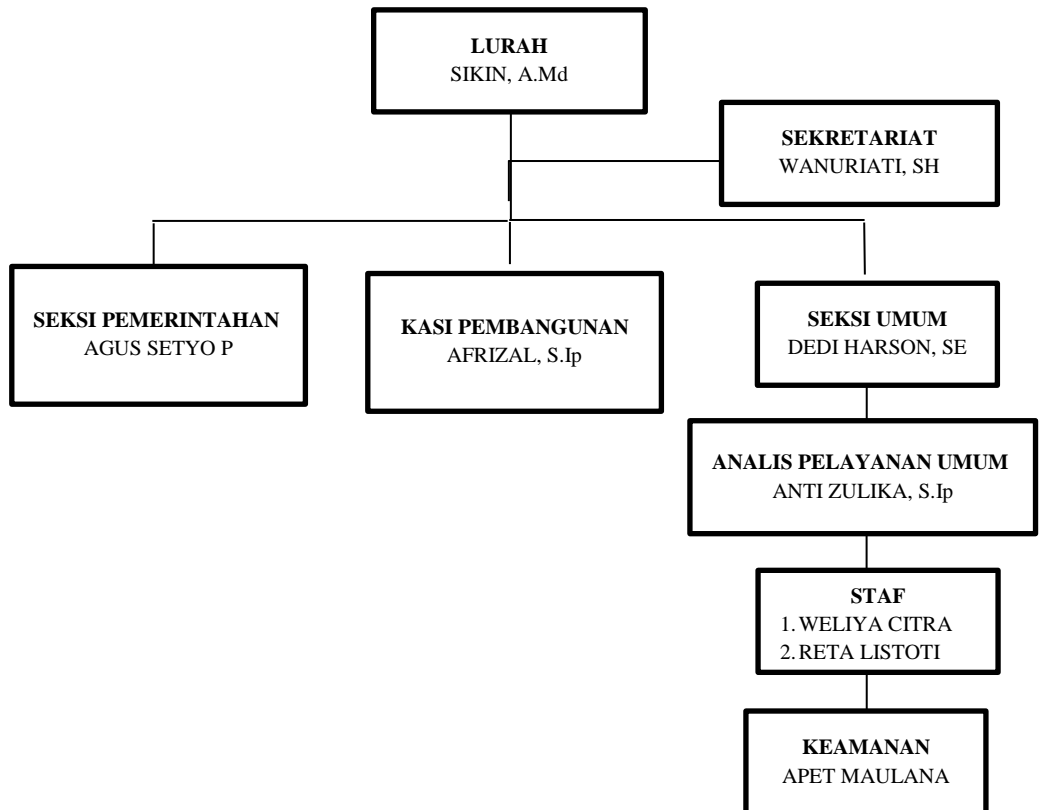 LURAH
SIKIN, A.Md
SEKRETARIAT
WANURIATI, SH
SEKSI PEMERINTAHAN
AGUS SETYO P
KASI PEMBANGUNAN
AFRIZAL, S.Ip
SEKSI UMUM
DEDI HARSON, SE
ANALIS PELAYANAN UMUM
ANTI ZULIKA, S.Ip
STAF
1. WELIYA CITRA
2. RETA LISTOTI
KEAMANAN
APET MAULANA